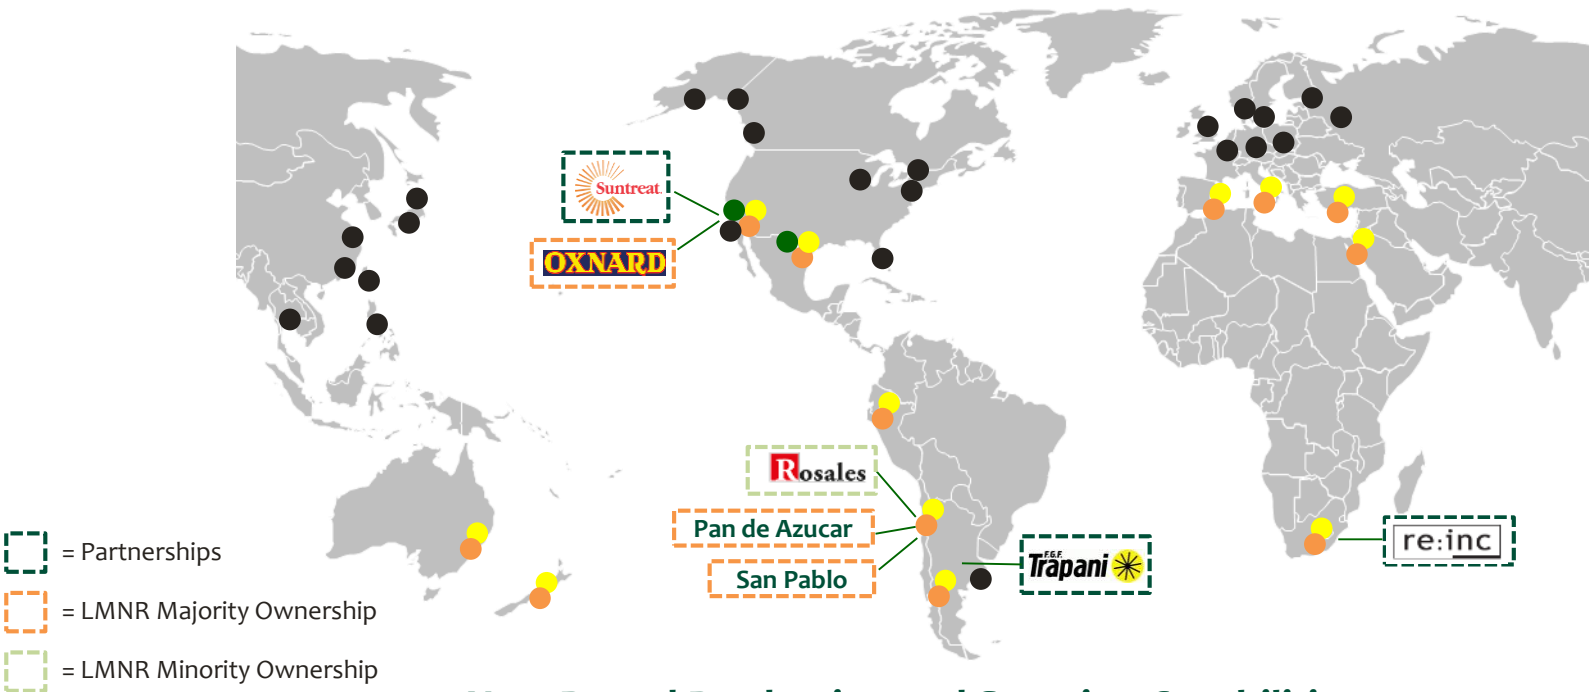 Suntreat
OXNARD
Rosales
Pan de Azucar
San Pablo
F.G.F.
Trapani
re:inc
= Partnerships
= LMNR Majority Ownership
= LMNR Minority Ownership